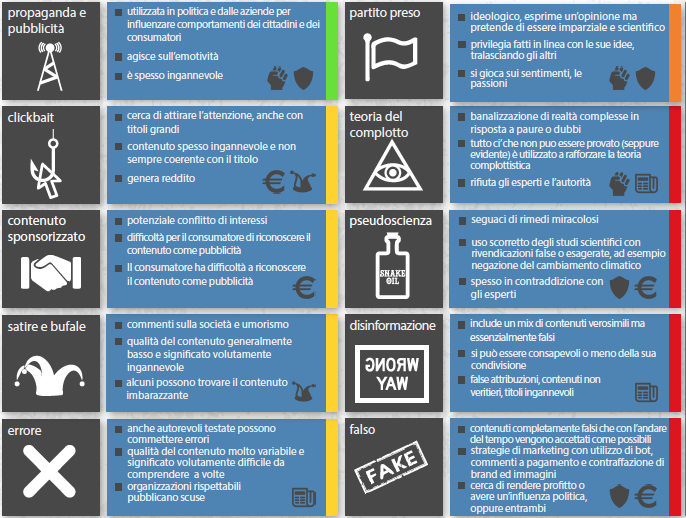 propaganda e
pubblicità
utilizzata in politica e dalle aziende per
influenzare comportamenti dei cittadini e dei
consumatori
agisce sull'emotività
è spesso ingannevole
partito preso
ideologico, esprime un'opinione ma
pretende di essere imparziale e scientifico
privilegia fatti in linea con le sue idee,
tralasciando gli altri
si gioca sui sentimenti, le
passioni
clickbait
cerca di attirare l'attenzione, anche con
titoli grandi
contenuto spesso ingannevole e non
sempre coerente con il titolo
genera reddito
teoria del
complotto
banalizzazione di realtà complesse in
risposta a paure o dubbi
tutto ci'che non puo essere provato (seppure
evidente) è utilizzato a rafforzare la teoria
complottistica
rifiuta gli esperti e l'autorità
contenuto
sponsorizzato
potenziale conflitto di interessi
difficoltà per il consumatore di riconoscere il
contenuto come pubblicità
Il consumatore ha difficoltà a riconoscere
il contenuto come pubblicità
pseudoscienza
SNAKE
OIL
seguaci di rimedi miracolosi
uso scorretto degli studi scientifici con
rivendicazioni false o esagerate, ad esempio
negazione del cambiamento climatico
spesso in contraddizione con
gli esperti
satire e bufale
commenti sulla società e umorismo
qualità del contenuto generalmente
basso e significato volutamente
ingannevole
alcuni possono trovare il contenuto
imbarazzante
disinformazione
WRONG
WAY
include un mix di contenuti verosimili ma
essenzialmente falsi
si può essere consapevoli o meno della sua
condivisione
false attribuzioni, contenuti non
veritieri, titoli ingannevoli
errore
anche autorevoli testate possono
commettere errori
qualità del contenuto molto variabile e
significato volutamente difficile da
comprendere a volte
organizzazioni rispettabili
pubblicano scuse
falso
FAKE
contenuti completamente falsi che con l'andare
del tempo vengono accettati come possibili
strategie di marketing con utilizzo di bot,
commenti a pagamento e contraffazione di
brand ed immagini
cerca di rendere profitto o
avere un'influenza politica,
oppure entrambi